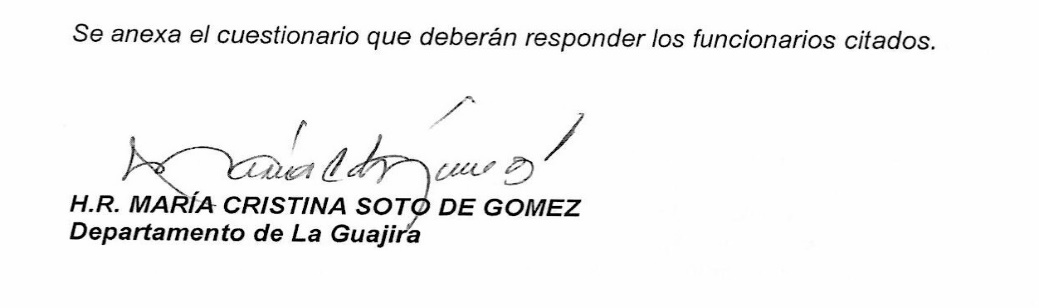 Se anexa el cuestionario que deberán responder los funcionarios citados.
H.R. MARÍA CRISTINA SOTO DE GOMEZ
Departamento de La Guajira